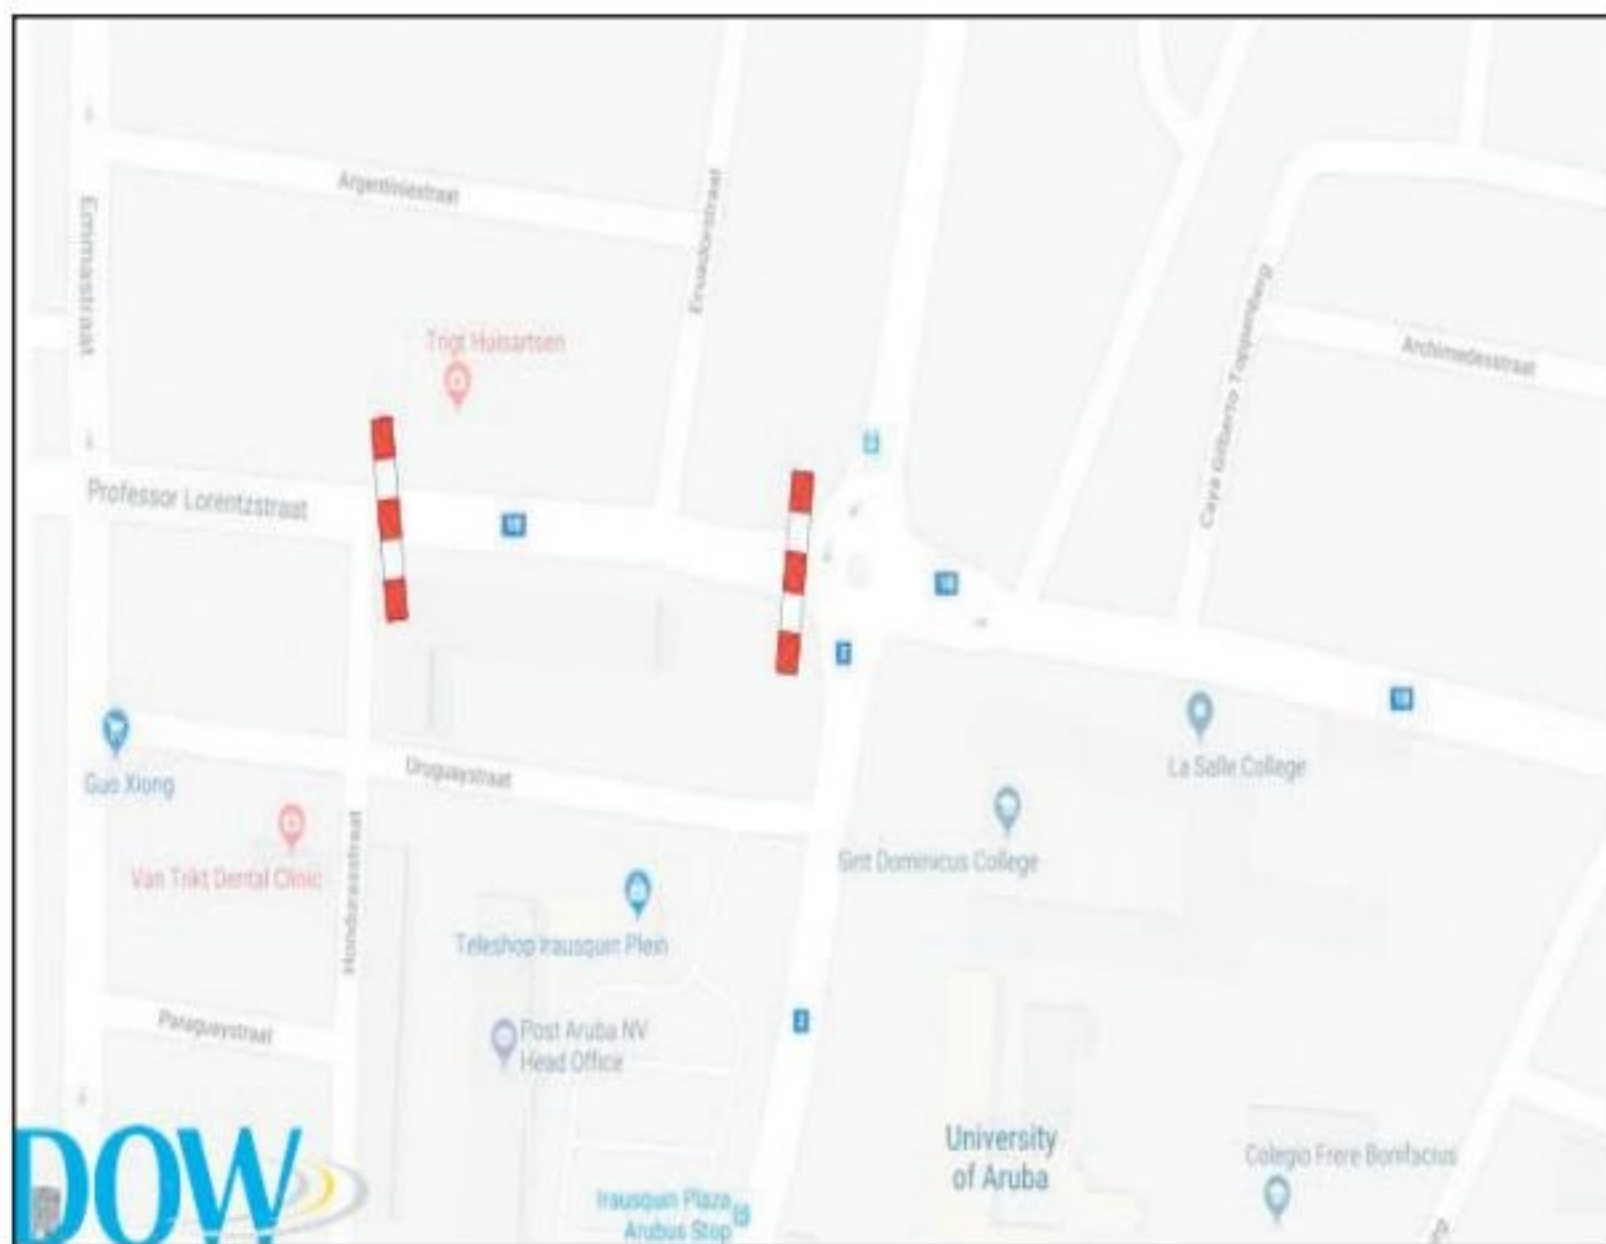 Argentiniestraat
Emmastraat
Ecuadorstraat
Caya Gilberto Toppenberg
Archimedesstraat
Trigt Huisartsen
Professor Lorentzstraat
La Salle College
Uruguaystraat
Guo Xiong
Sint Dominicus College
Van Trikt Dental Clinic
Hondurasstraat
Teleshop Irausquin Plein
Paraguaystraat
Post Aruba NV
Head Office
2
University
of Aruba
Colegio Frere Bonifacius
Irausquin Plaza
Arubus Stop
DOW